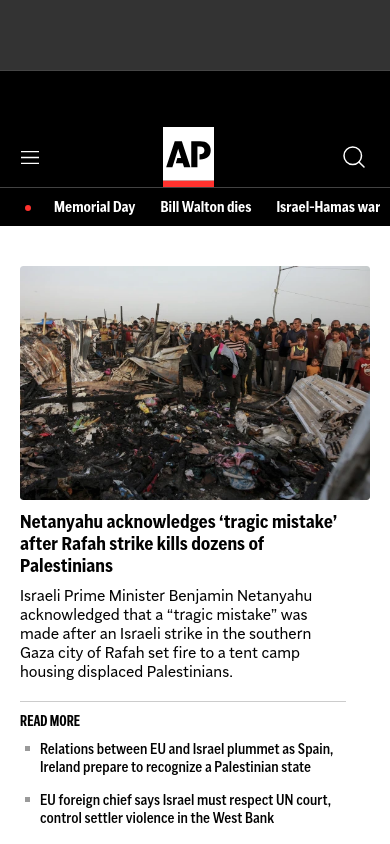 AP
Memorial Day Bill Walton dies Israel-Hamas war
Netanyahu acknowledges ‘tragic mistake’
after Rafah strike kills dozens of
Palestinians
Israeli Prime Minister Benjamin Netanyahu
acknowledged that a “tragic mistake” was
made after an Israeli strike in the southern
Gaza city of Rafah set fire to a tent camp
housing displaced Palestinians.
READ MORE
Relations between EU and Israel plummet as Spain,
Ireland prepare to recognize a Palestinian state
EU foreign chief says Israel must respect UN court,
control settler violence in the West Bank